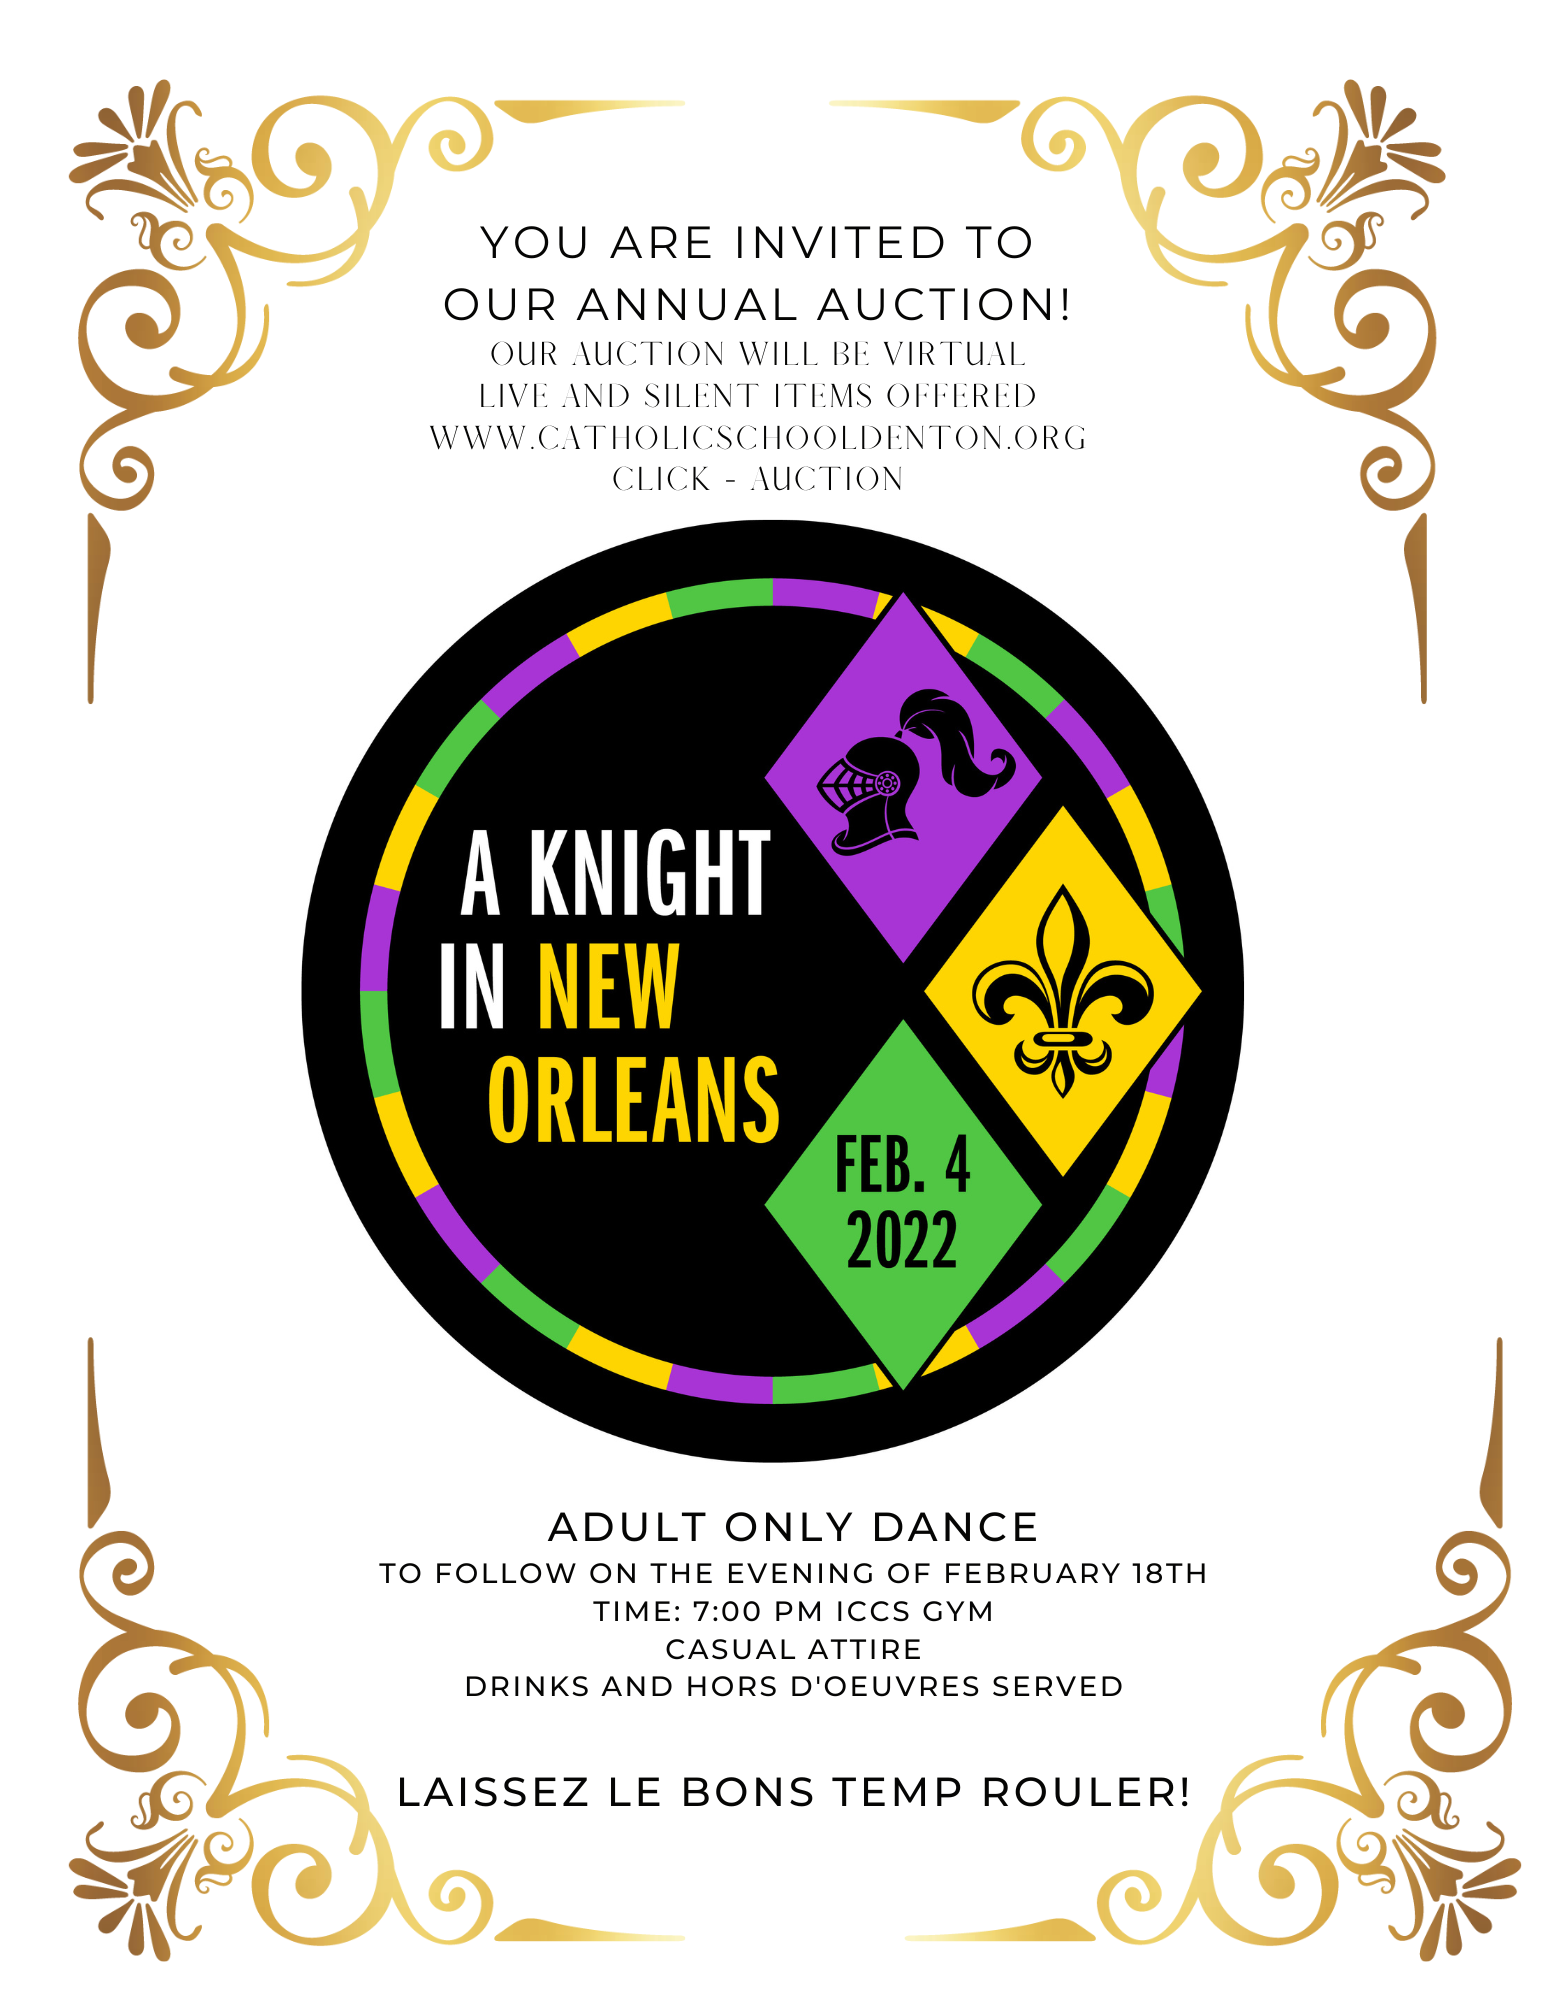 YOU ARE INVITED TO
OUR ANNUAL AUCTION!
OUR AUCTION WILL BE VIRTUAL
LIVE AND SILENT ITEMS OFFERED
WWW.CATHOLICSCHOOLDENTON.ORG
CLICK - AUCTION
A KNIGHT
IN NEW
ORLEANS
FEB. 4
2022
ADULT ONLY DANCE
TO FOLLOW ON THE EVENING OF FEBRUARY 18TH
TIME: 7:00 PM ICCS GYM
CASUAL ATTIRE
DRINKS AND HORS D'OEUVRES SERVED
LAISSEZ LE BONS TEMP ROULER!